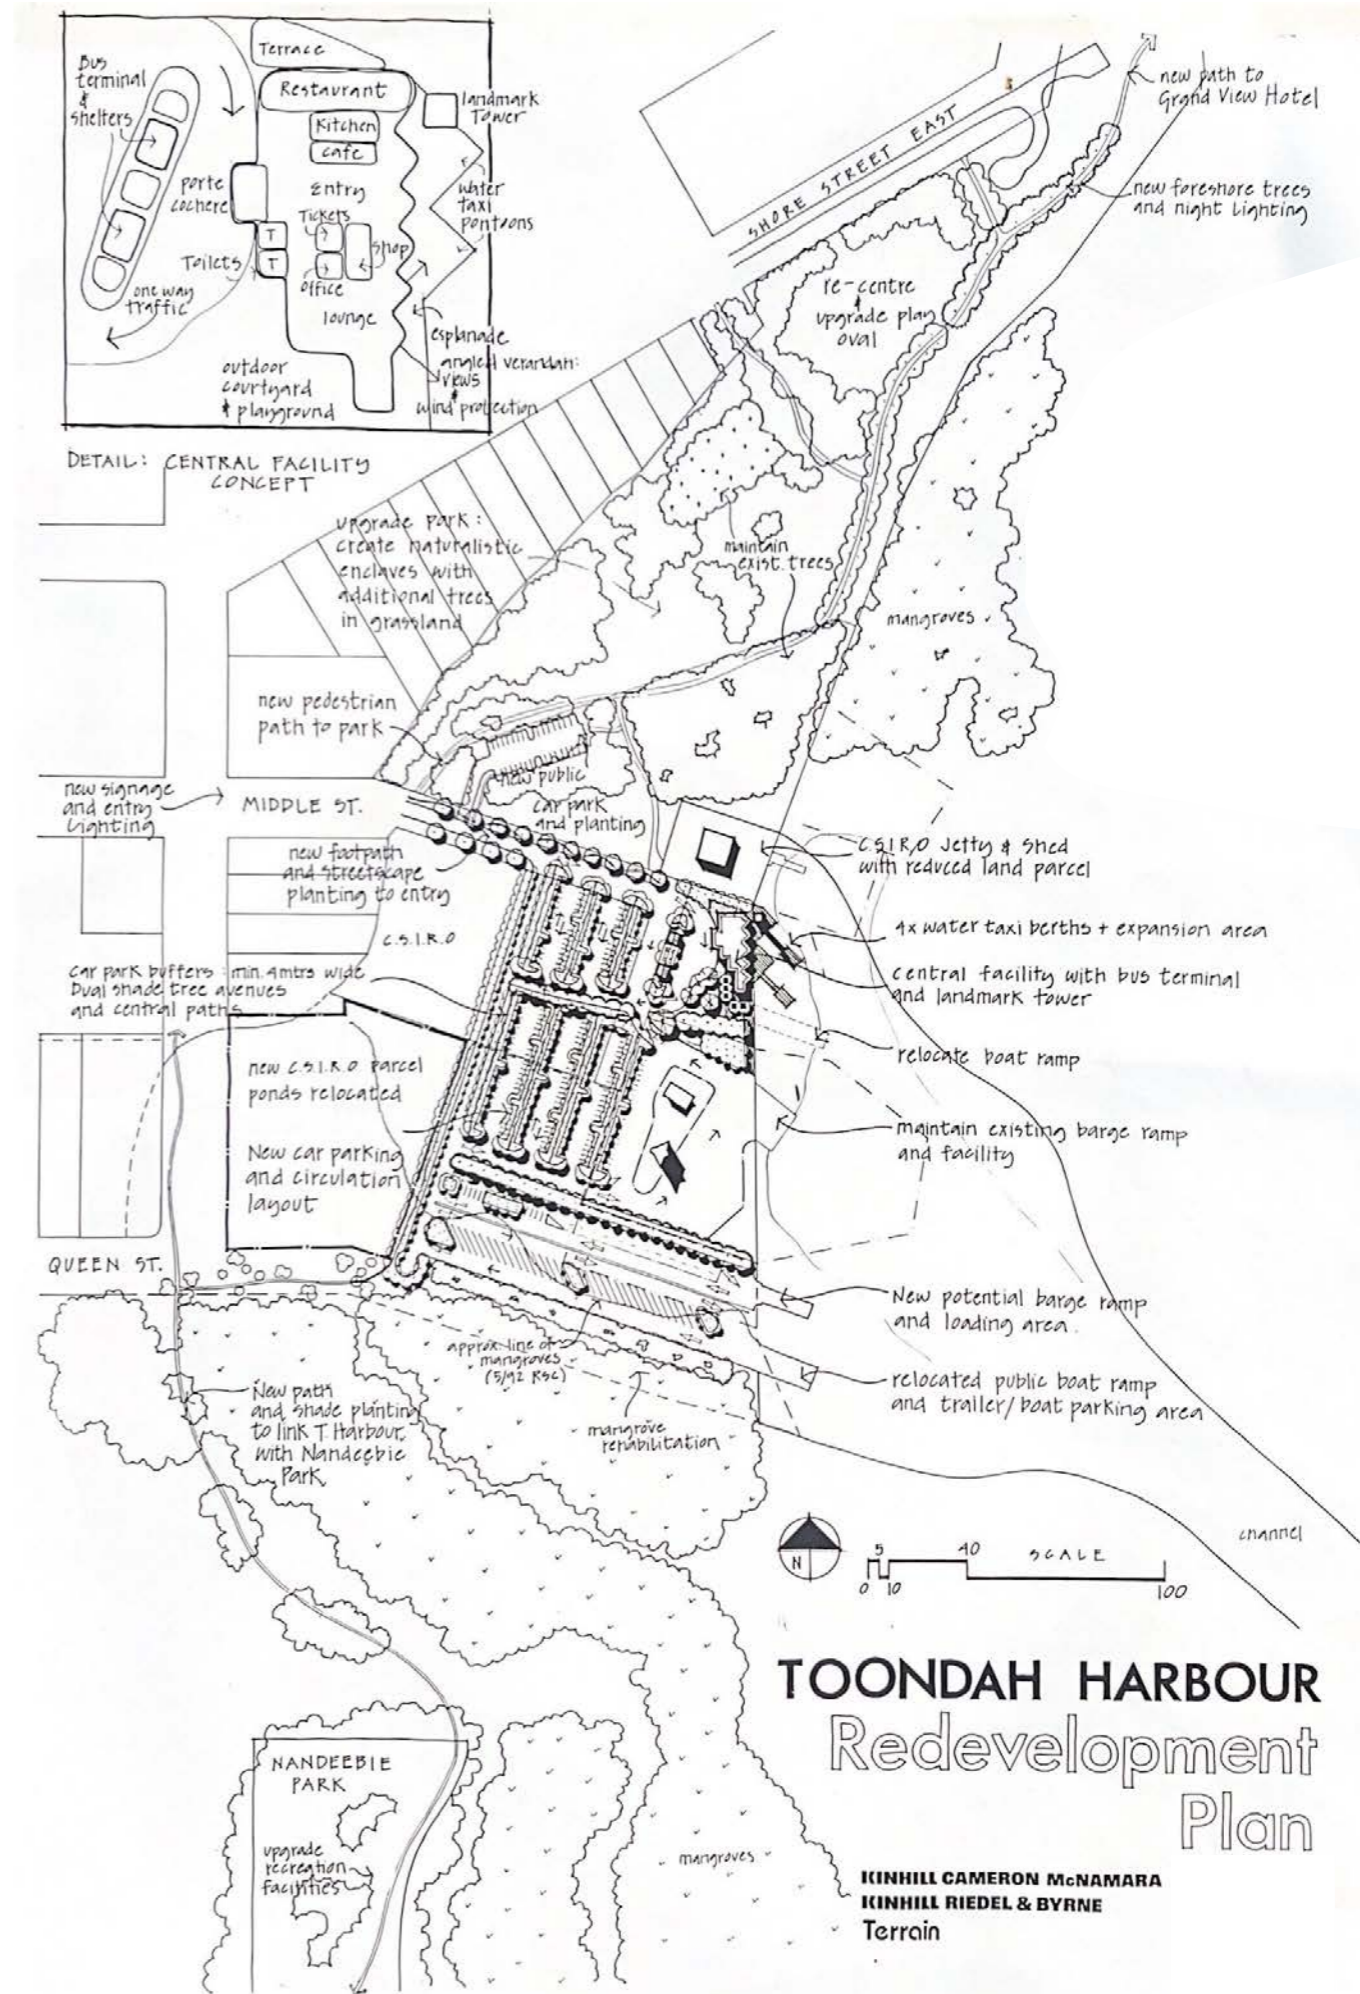 Terrace
Bus
terminal
&
shelters
Restaurant
landmark
Tower
Kitchen
cafe
porte
cochere
Entry
water
taxi
pontoons
Tickets
T
T
Shop
Toilets
Office
one way
traffic
lounge
esplanade
angled verandah:
views
&
wind protection
outdoor
courtyard
& playground
DETAIL: CENTRAL FACILITY
CONCEPT
new path to
Grand View Hotel
SHORE STREET EAST
new foreshore trees
and night Lighting
re-centre
&
upgrade play
oval
upgrade park:
create naturalistic
enclaves with
additional trees
in grassland
maintain
exist. trees
mangroves
new pedestrian
path to park
new public
car park
and planting
new signage
and entry
Lighting
MIDDLE ST.
new footpath
and streetscape
planting to entry
C.S.I.R.O Jetty & Shed
with reduced land parcel
C.S.I.R.O
4x water taxi berths + expansion area
Car park buffers: min. 4mtrs wide
Dual shade tree avenues
and central paths
central facility with bus terminal
and landmark tower
relocate boat ramp
new C.S.I.R.O parcel
ponds relocated
maintain existing barge ramp
and facility
New car parking
and circulation
layout
QUEEN ST.
New potential barge ramp
and loading area.
approx. line of
mangroves
(5/92 RSC)
relocated public boat ramp
and trailer/boat parking area
New path
and shade planting
to link T. Harbour
with Nandeebie
Park
mangrove
rehabilitation
channel
N
0 5 10 40 100
SCALE
TOONDAH HARBOUR
Redevelopment
Plan
NANDEEBIE
PARK
upgrade
recreation
facilities
mangroves
KINHILL CAMERON McNAMARA
KINHILL RIEDEL & BYRNE
Terrain